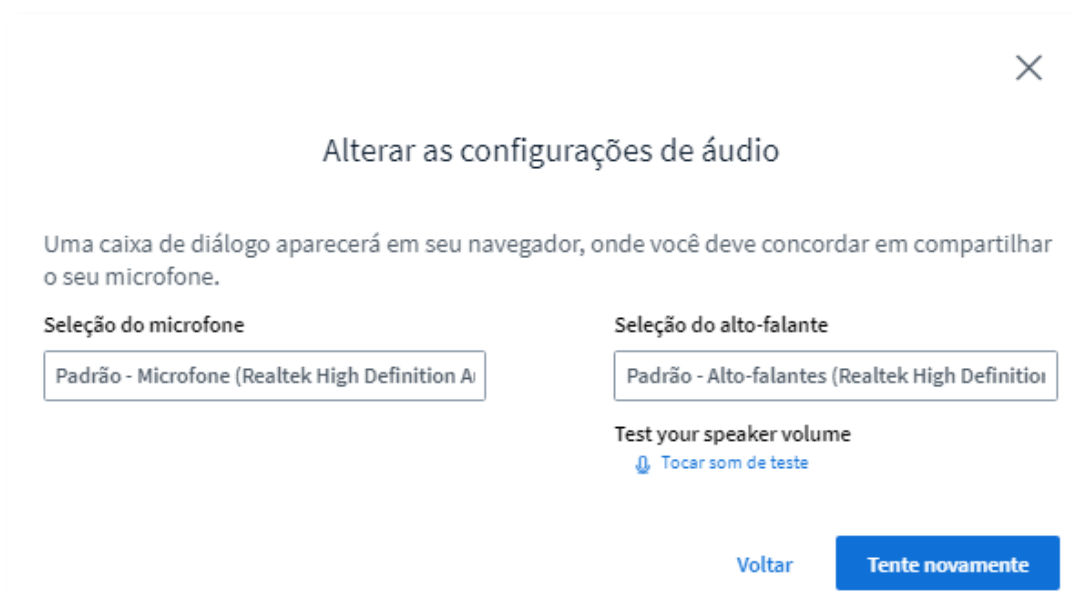 Alterar as configurações de áudio
Uma caixa de diálogo aparecerá em seu navegador, onde você deve concordar em compartilhar
o seu microfone.
Seleção do microfone
Seleção do alto-falante
Padrão - Microfone (Realtek High Definition
Padrão - Alto-falantes (Realtek High Definition
Test your speaker volume
Tocar som de teste
Voltar
Tente novamente